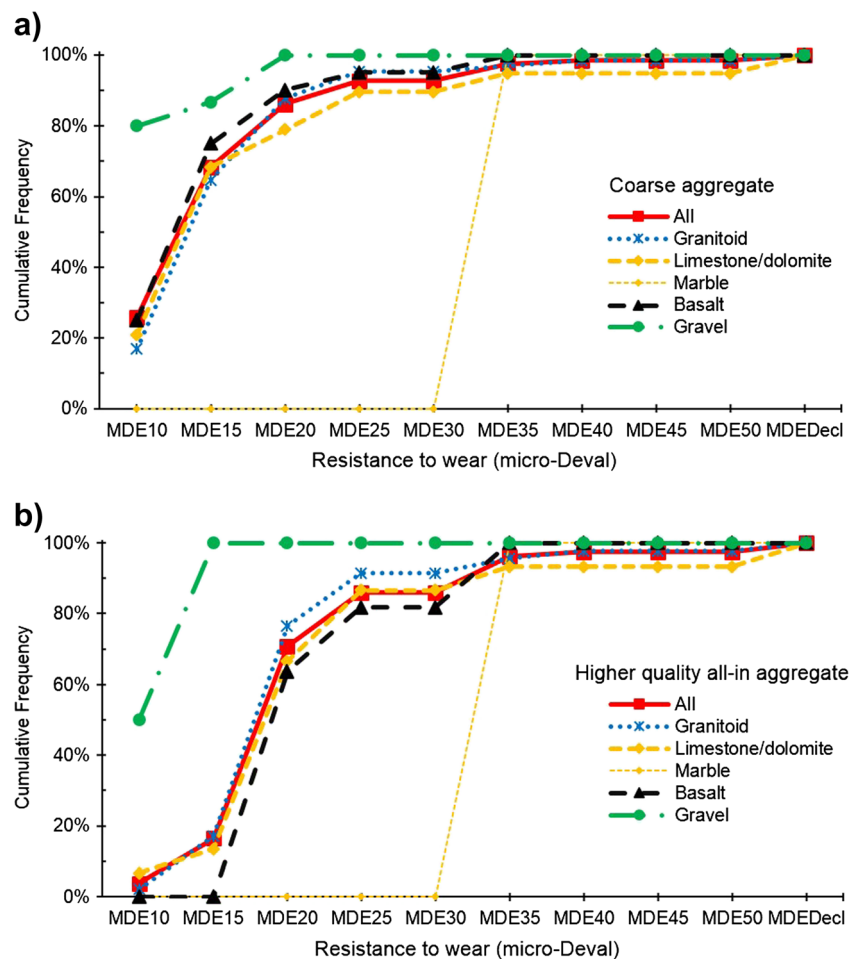 a)
100%
80%
60%
40%
20%
0%
Cumulative Frequency
Coarse aggregate
All
Granitoid
Limestone/dolomite
Marble
Basalt
Gravel
MDE10 MDE15 MDE20 MDE25 MDE30 MDE35 MDE40 MDE45 MDE50 MDEDecl
Resistance to wear (micro-Deval)
b)
100%
80%
60%
40%
20%
0%
Cumulative Frequency
Higher quality all-in aggregate
All
Granitoid
Limestone/dolomite
Marble
Basalt
Gravel
MDE10 MDE15 MDE20 MDE25 MDE30 MDE35 MDE40 MDE45 MDE50 MDEDecl
Resistance to wear (micro-Deval)